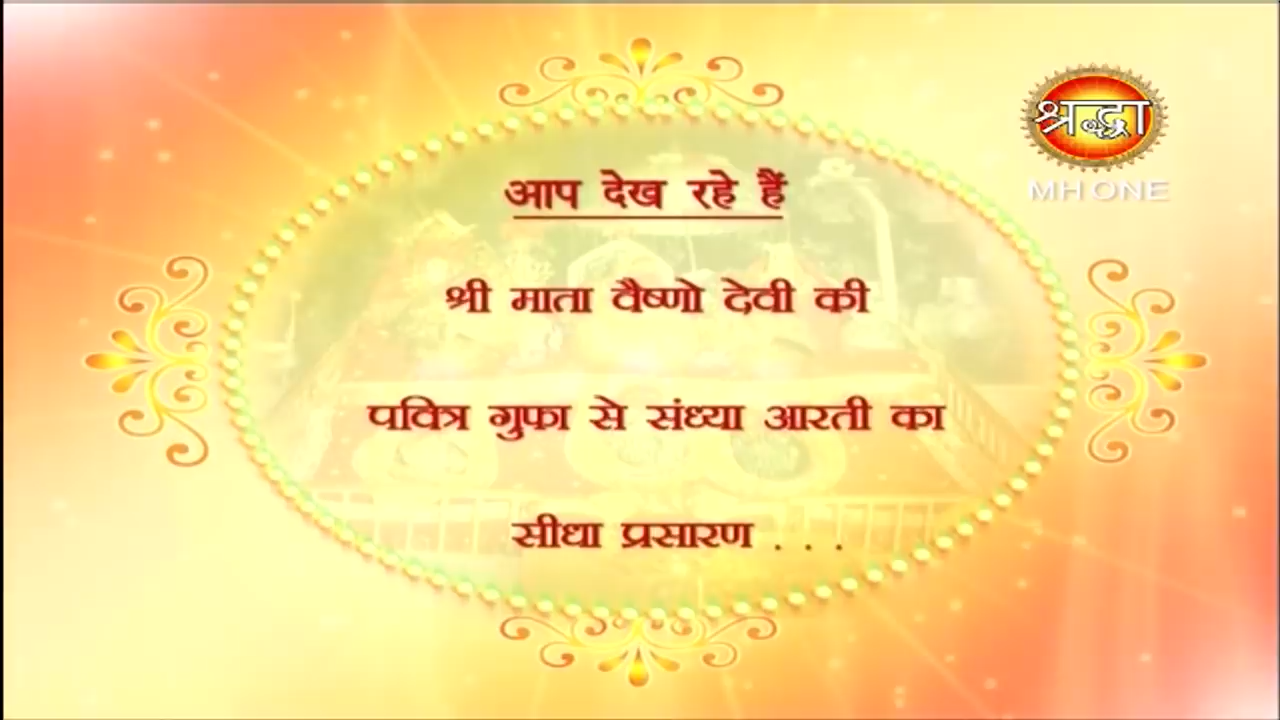 श्रद्धा
MH ONE
आप देख रहे हैं
श्री माता वैष्णो देवी की
पवित्र गुफा से संध्या आरती का
सीधा प्रसारण . . .